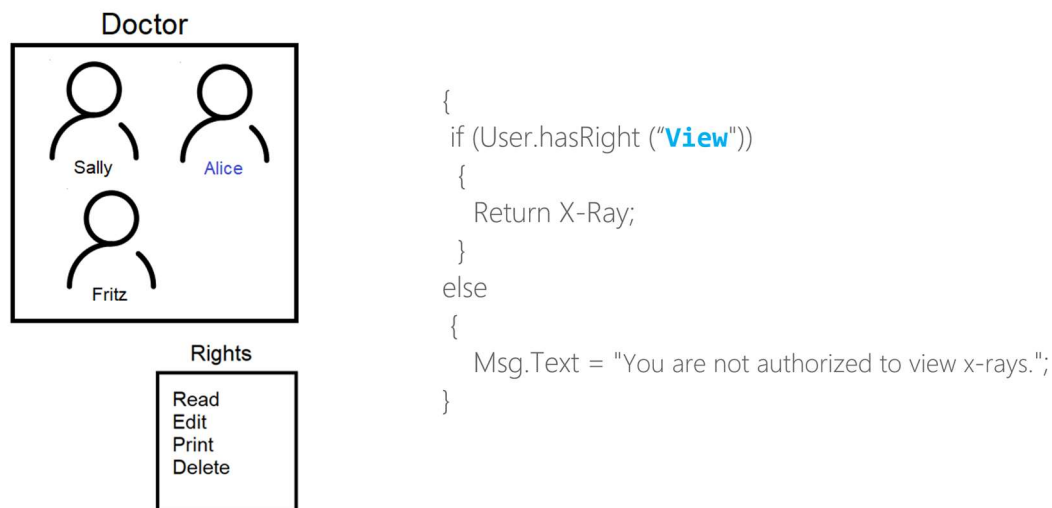 Doctor
Sally
Alice
Fritz
Rights
Read
Edit
Print
Delete
{
if (User.hasRight (“View"))
{
Return X-Ray;
}
else
{
Msg.Text = "You are not authorized to view x-rays.";
}